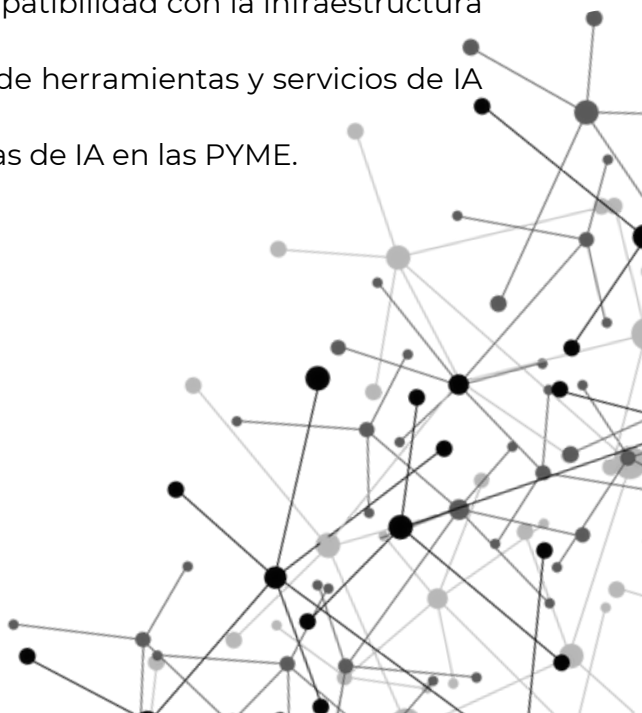 patibilidad con la infraestructura
de herramientas y servicios de IA
as de IA en las PYME.